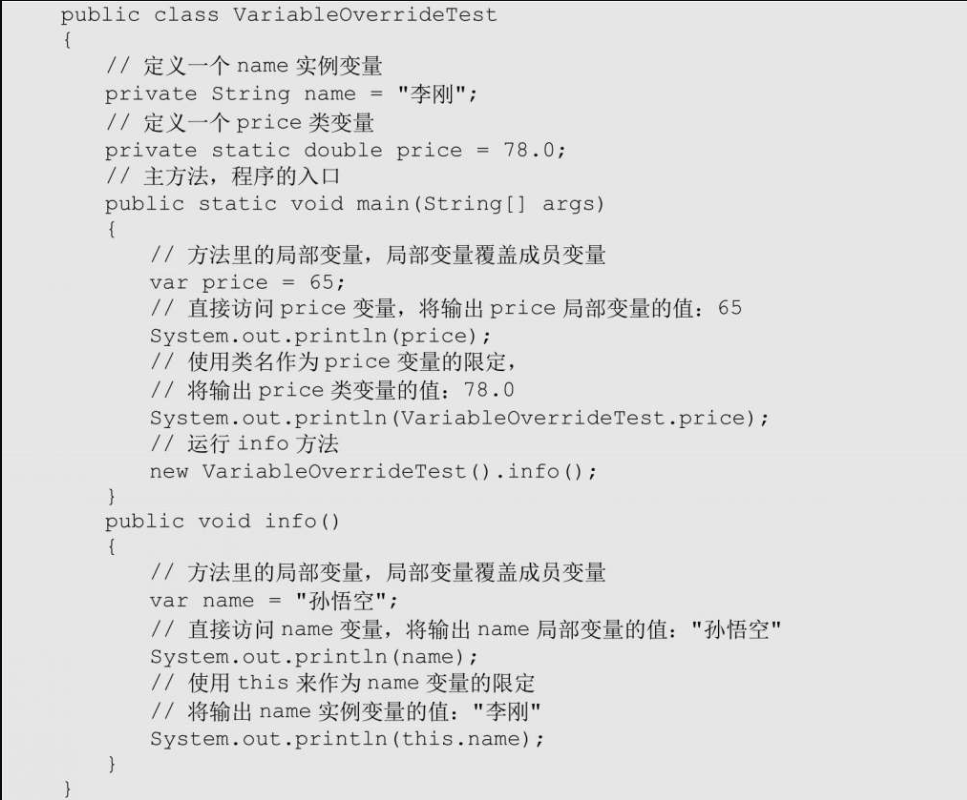 public class VariableOverrideTest
{
// 定义一个 name 实例变量
private String name = "李刚";
// 定义一个 price 类变量
private static double price = 78.0;
// 主方法，程序的入口
public static void main(String[] args)
{
// 方法里的局部变量，局部变量覆盖成员变量
var price = 65;
// 直接访问 price 变量，将输出 price 局部变量的值：65
System.out.println(price);
// 使用类名作为 price 变量的限定，
// 将输出 price 类变量的值：78.0
System.out.println(VariableOverrideTest.price);
// 运行 info 方法
new VariableOverrideTest().info();
}
public void info()
{
// 方法里的局部变量，局部变量覆盖成员变量
var name = "孙悟空";
// 直接访问 name 变量，将输出 name 局部变量的值："孙悟空"
System.out.println(name);
// 使用 this 来作为 name 变量的限定
// 将输出 name 实例变量的值："李刚"
System.out.println(this.name);
}
}